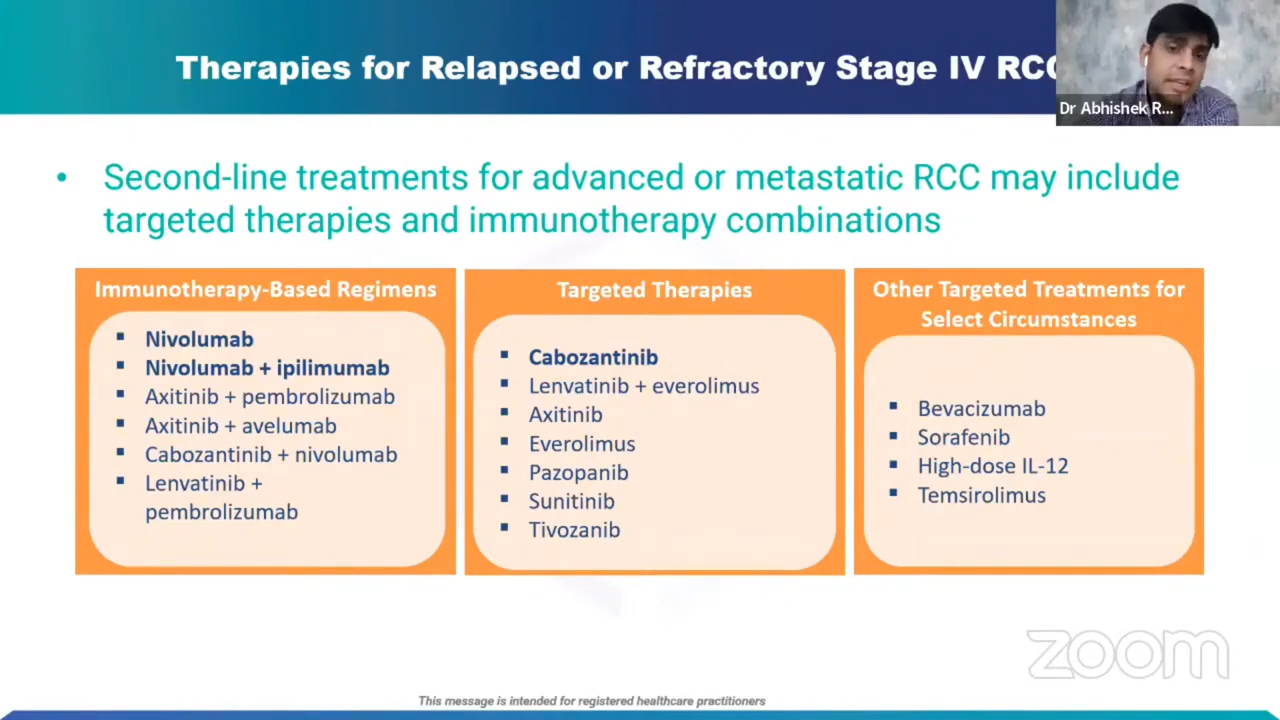 Therapies for Relapsed or Refractory Stage IV RCC
Dr Abhishek R...
• Second-line treatments for advanced or metastatic RCC may include
targeted therapies and immunotherapy combinations
Immunotherapy-Based Regimens
▪ Nivolumab
▪ Nivolumab + ipilimumab
▪ Axitinib + pembrolizumab
▪ Axitinib + avelumab
▪ Cabozantinib + nivolumab
▪ Lenvatinib +
pembrolizumab
Targeted Therapies
▪ Cabozantinib
▪ Lenvatinib + everolimus
▪ Axitinib
▪ Everolimus
▪ Pazopanib
▪ Sunitinib
▪ Tivozanib
Other Targeted Treatments for
Select Circumstances
▪ Bevacizumab
▪ Sorafenib
▪ High-dose IL-12
▪ Temsirolimus
zoom
This message is intended for registered healthcare practitioners